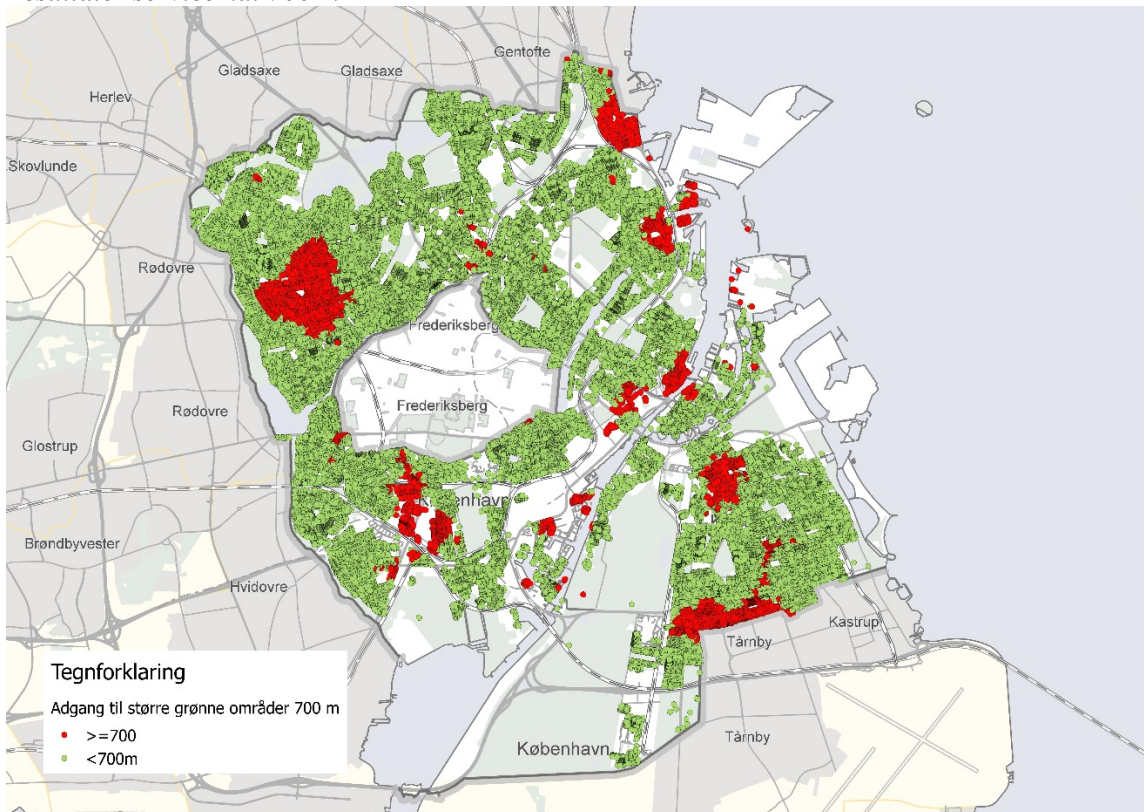 Gentofte
Gladsaxe
Gladsaxe
Herlev
Skovlunde
Rødovre
Frederiksberg
Frederiksberg
Rødovre
Glostrup
København
Brøndbyvester
Hvidovre
Kastrup
Tårnby
Tårnby
København
Tegnforklaring
Adgang til større grønne områder 700 m
>=700
<700m